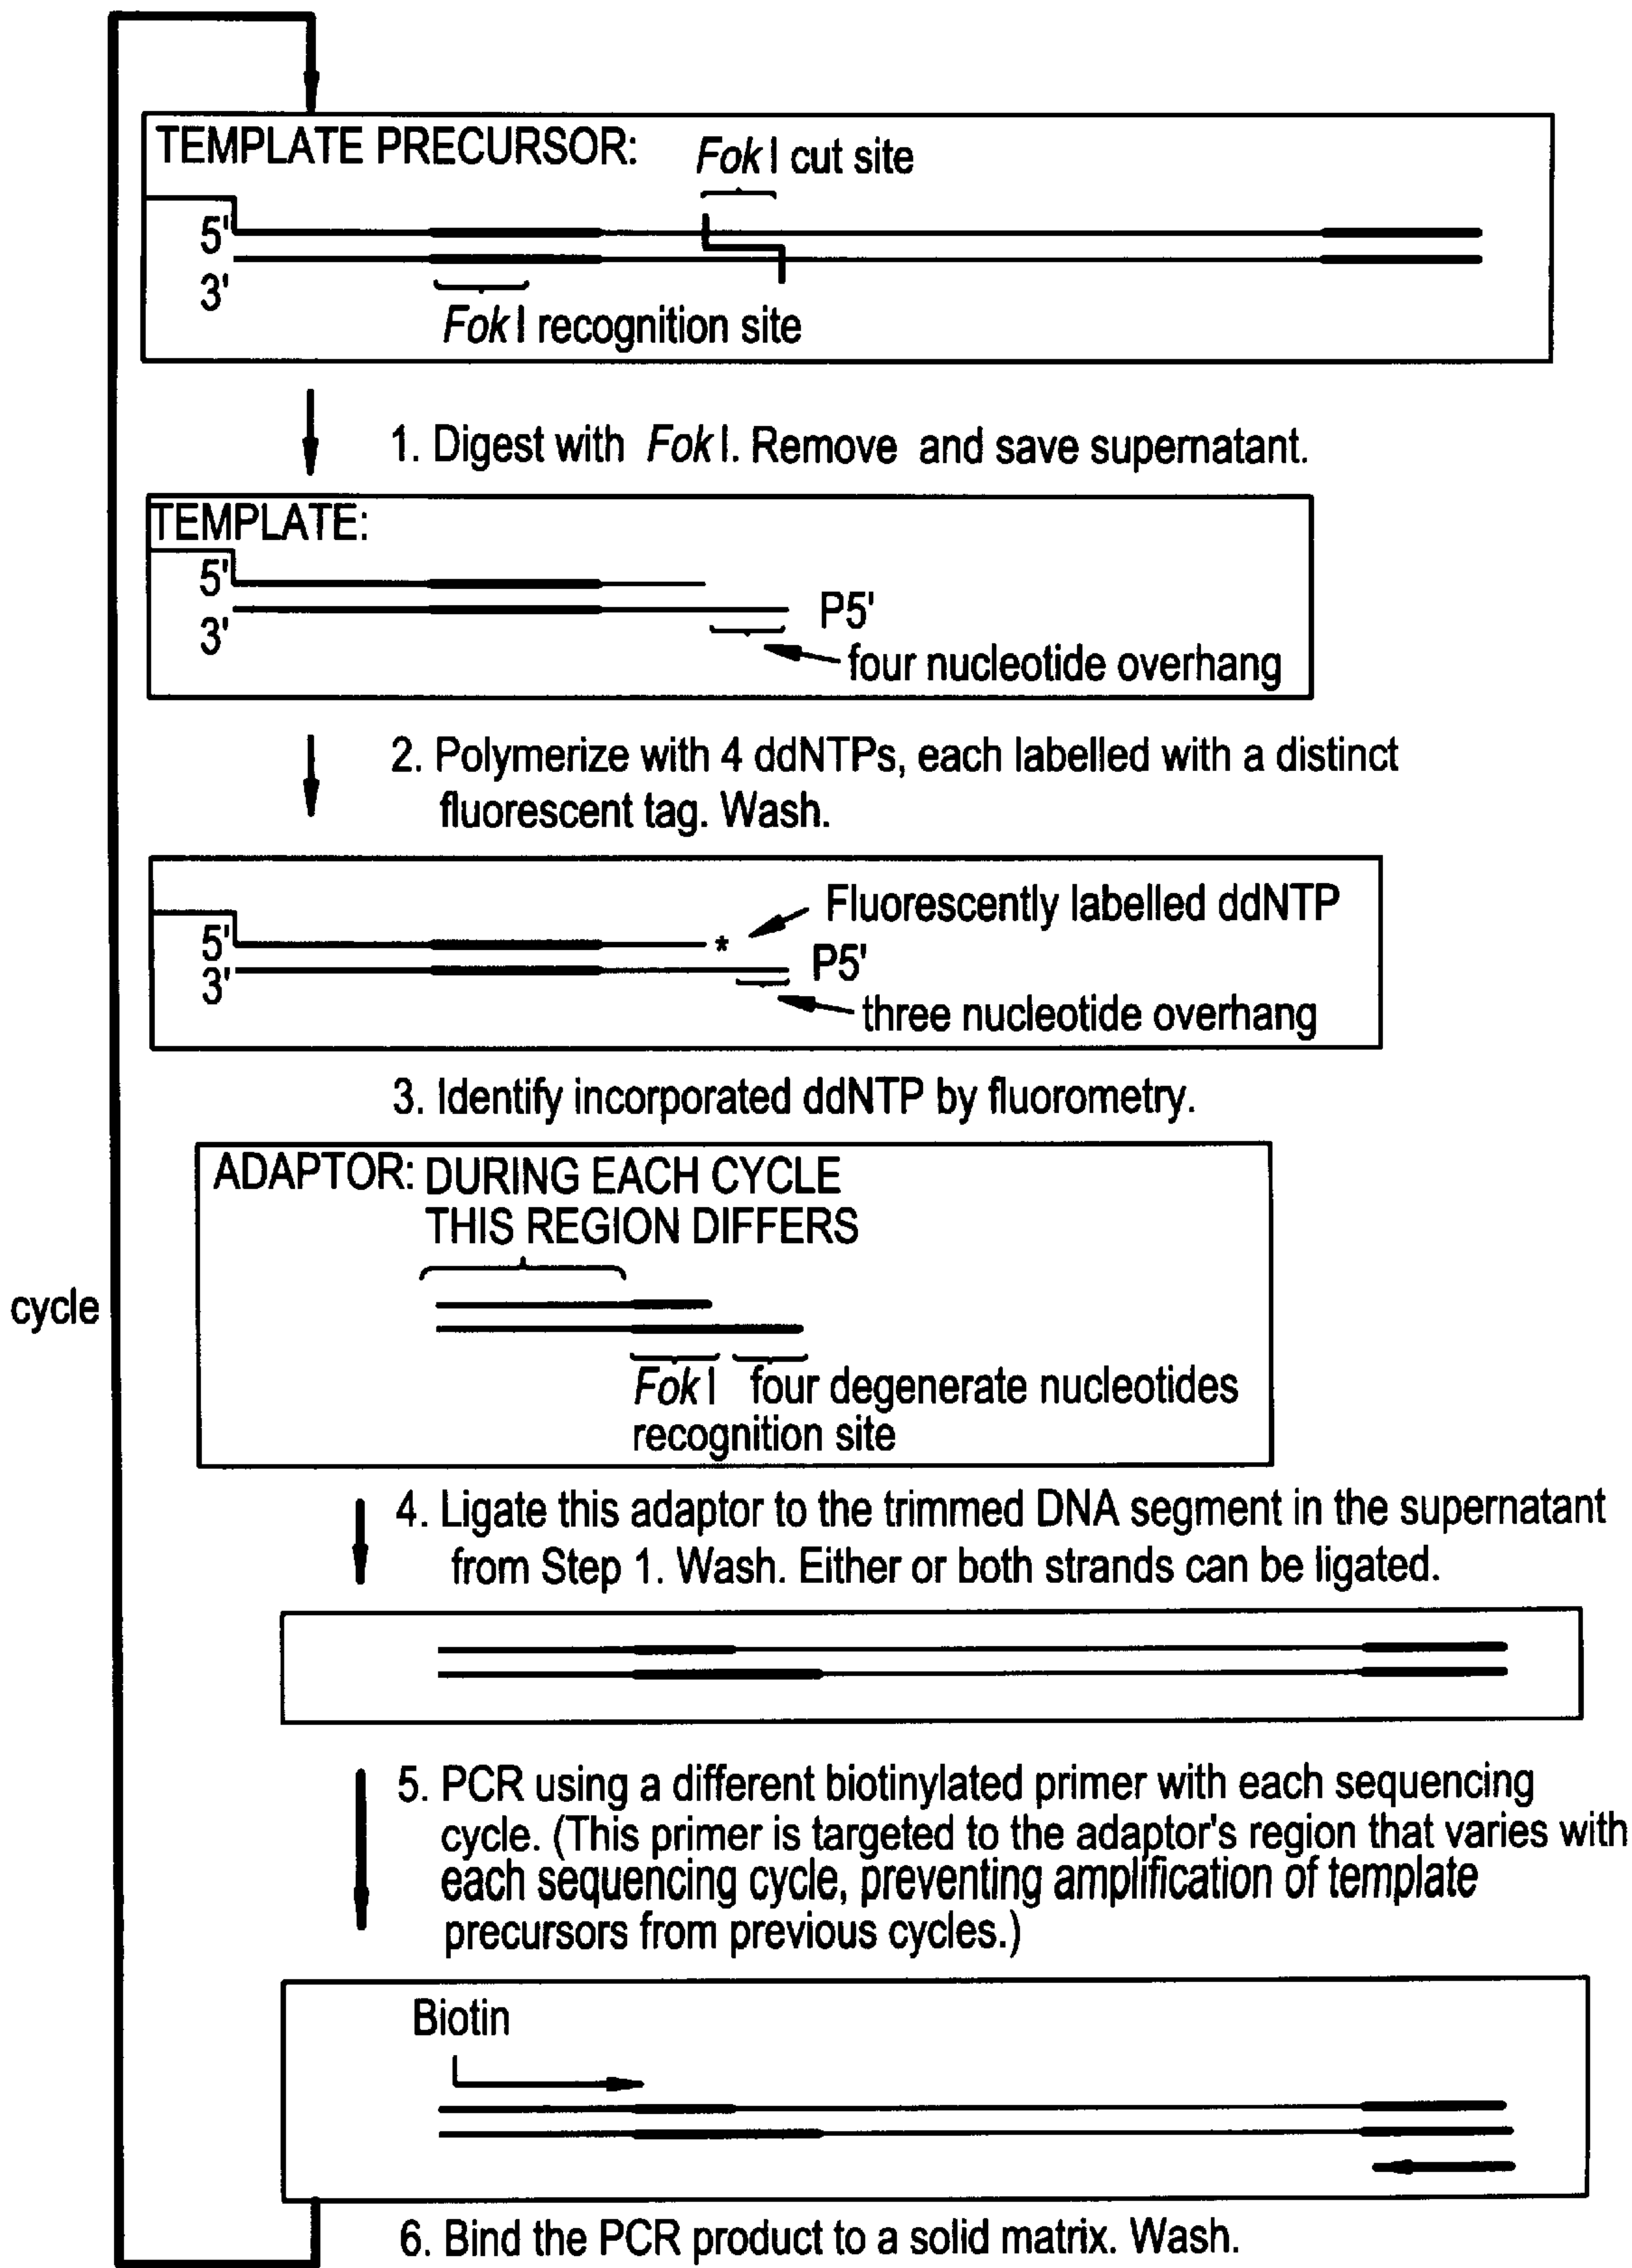 TEMPLATE PRECURSOR:
Fok I cut site
5'
3'
Fok I recognition site
1. Digest with Fok I. Remove and save supernatant.
TEMPLATE:
5'
P5'
3'
four nucleotide overhang
2. Polymerize with 4 ddNTPs, each labelled with a distinct
fluorescent tag. Wash.
Fluorescently labelled ddNTP
5'
*
P5'
3'
three nucleotide overhang
3. Identify incorporated ddNTP by fluorometry.
ADAPTOR: DURING EACH CYCLE
THIS REGION DIFFERS
cycle
Fok I four degenerate nucleotides
recognition site
4. Ligate this adaptor to the trimmed DNA segment in the supernatant
from Step 1. Wash. Either or both strands can be ligated.
5. PCR using a different biotinylated primer with each sequencing
cycle. (This primer is targeted to the adaptor's region that varies with
each sequencing cycle, preventing amplification of template
precursors from previous cycles.)
Biotin
6. Bind the PCR product to a solid matrix. Wash.